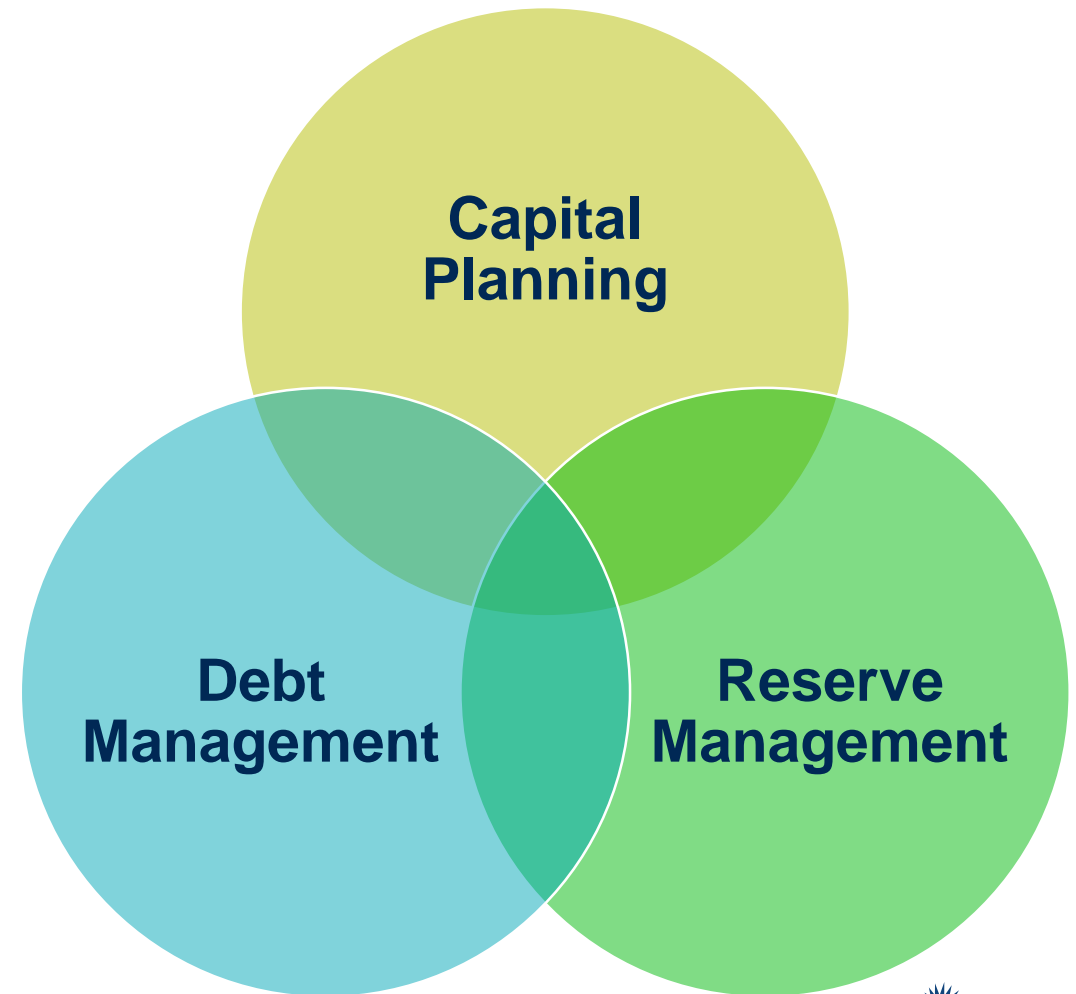 Capital
Planning
Debt
Management
Reserve
Management